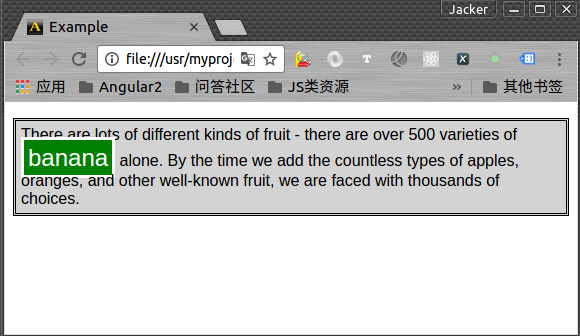 Jacker
Example
file:///usr/myproj
应用 Angular2 问答社区 JS类资源 » 其他书签
There are lots of different kinds of fruit - there are over 500 varieties of
banana alone. By the time we add the countless types of apples,
oranges, and other well-known fruit, we are faced with thousands of
choices.